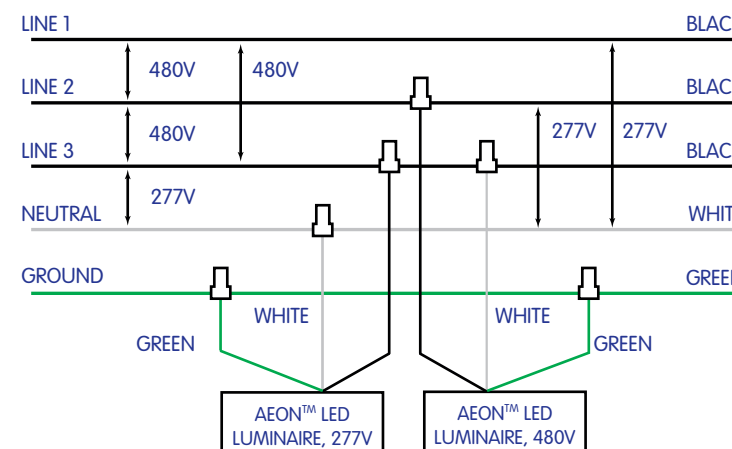 LINE 1
BLAC
480V
480V
LINE 2
BLAC
480V
277V
277V
LINE 3
BLAC
277V
NEUTRAL
WHIT
GROUND
GREE
WHITE
WHITE
GREEN
GREEN
AEON™ LED
LUMINAIRE, 277V
AEON™ LED
LUMINAIRE, 480V